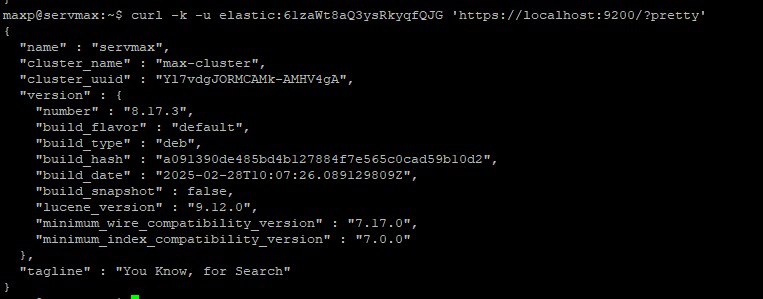 maxp@servmax:~$ curl -k -u elastic:61zaWt8aQ3ysRkyqfQJG 'https://localhost:9200/?pretty'
{
  "name" : "servmax",
  "cluster_name" : "max-cluster",
  "cluster_uuid" : "Yl7vdgJORMCAMk-AMHV4gA",
  "version" : {
    "number" : "8.17.3",
    "build_flavor" : "default",
    "build_type" : "deb",
    "build_hash" : "a091390de485bd4b127884f7e565c0cad59b10d2",
    "build_date" : "2025-02-28T10:07:26.089129809Z",
    "build_snapshot" : false,
    "lucene_version" : "9.12.0",
    "minimum_wire_compatibility_version" : "7.17.0",
    "minimum_index_compatibility_version" : "7.0.0"
  },
  "tagline" : "You Know, for Search"
}